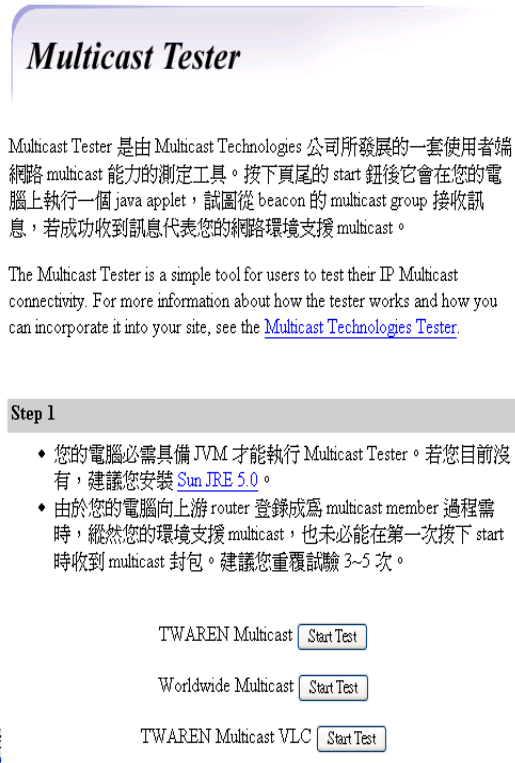 Multicast Tester
Multicast Tester 是由 Multicast Technologies 公司所發展的一套使用者端
網路 multicast 能力的測定工具。按下頁尾的 start 鈕後它會在您的電
腦上執行一個 java applet，試圖從 beacon 的 multicast group 接收訊
息，若成功收到訊息代表您的網路環境支援 multicast。
The Multicast Tester is a simple tool for users to test their IP Multicast
connectivity. For more information about how the tester works and how you
can incorporate it into your site, see the Multicast Technologies Tester.
Step 1
◆ 您的電腦必需具備 JVM 才能執行 Multicast Tester。若您目前沒
有，建議您安裝 Sun JRE 5.0。
◆ 由於您的電腦向上游 router 登錄成為 multicast member 過程需
時，縱然您的環境支援 multicast，也未必能在第一次按下 start
時收到 multicast 封包。建議您重覆試驗 3~5 次。
TWAREN Multicast Start Test
Worldwide Multicast Start Test
TWAREN Multicast VLC Start Test